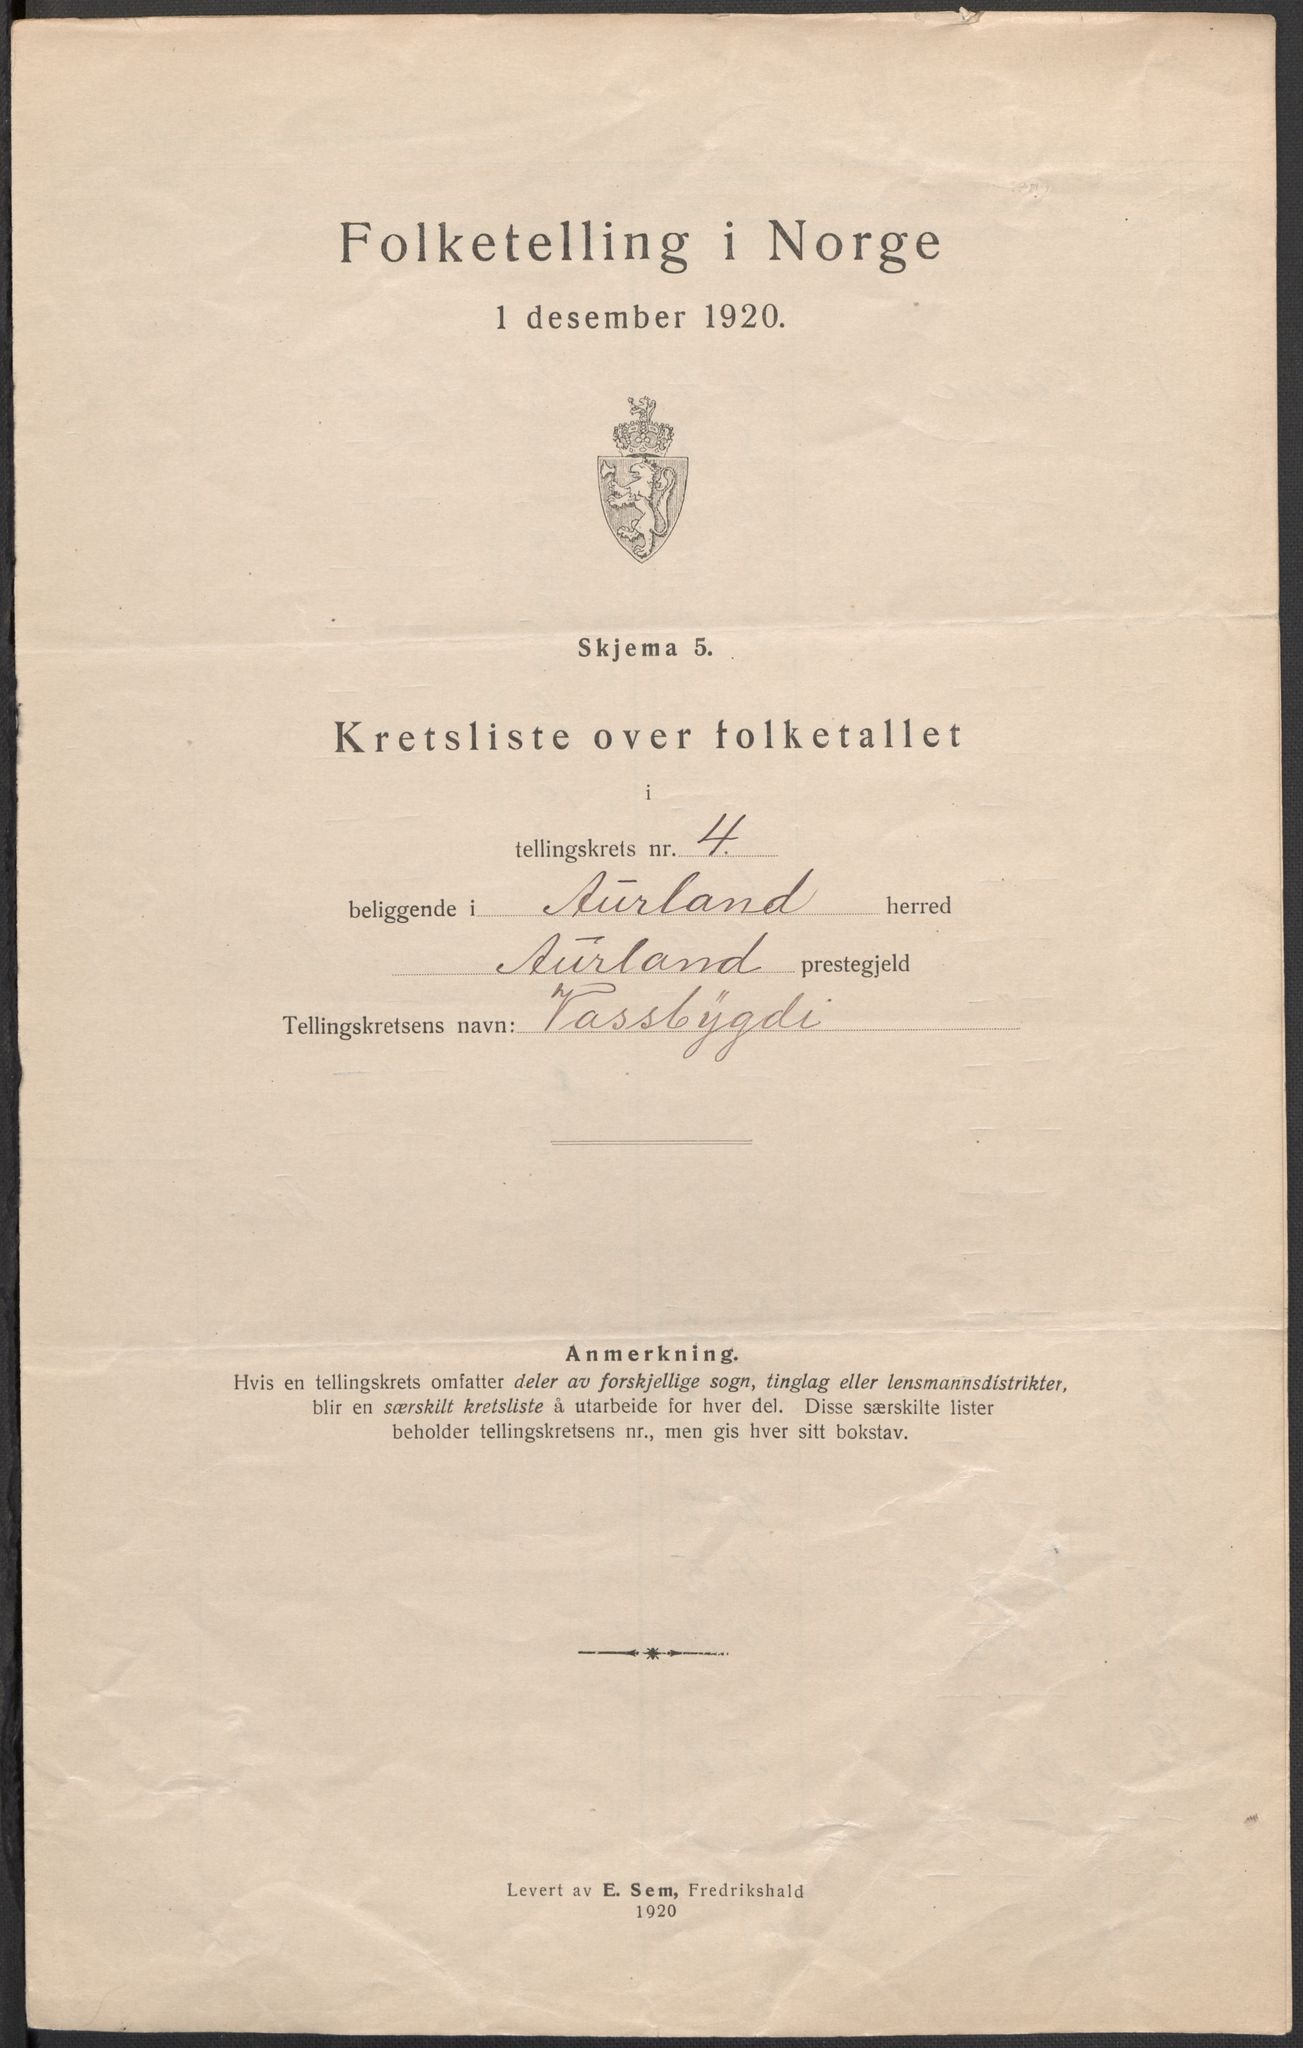 Folketelling i Norge
1 desember 1920.
Skjema 5.
Kretsliste over folketallet
i
tellingskrets nr. 4.
beliggende i Aurland herred
Aurland prestegjeld
Tellingskretsens navn: Vassbygdi
Anmerkning.
Hvis en tellingskrets omfatter deler av forskjellige sogn, tinglag eller lensmannsdistrikter,
blir en særskilt kretsliste å utarbeide for hver del. Disse særskilte lister
beholder tellingskretsens nr., men gis hver sitt bokstav.
Levert av E. Sem, Fredrikshald
1920